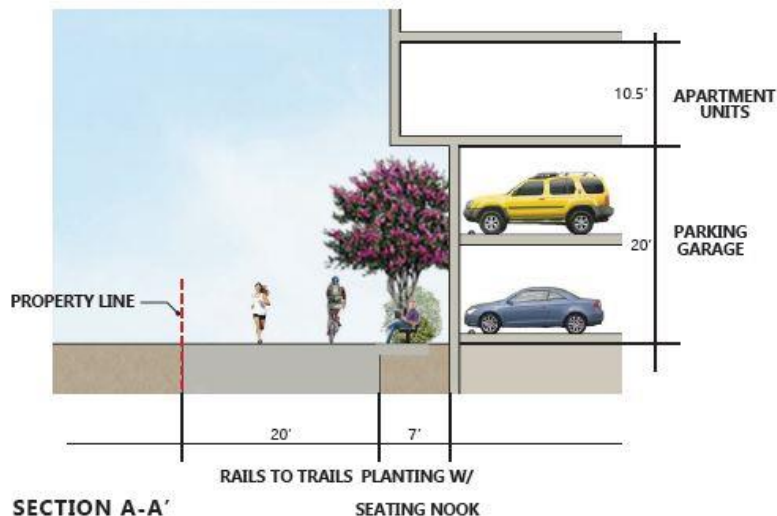 10.5'
APARTMENT
UNITS
PARKING
GARAGE
20'
PROPERTY LINE
20'
7'
RAILS TO TRAILS PLANTING W/
SEATING NOOK
SECTION A-A'